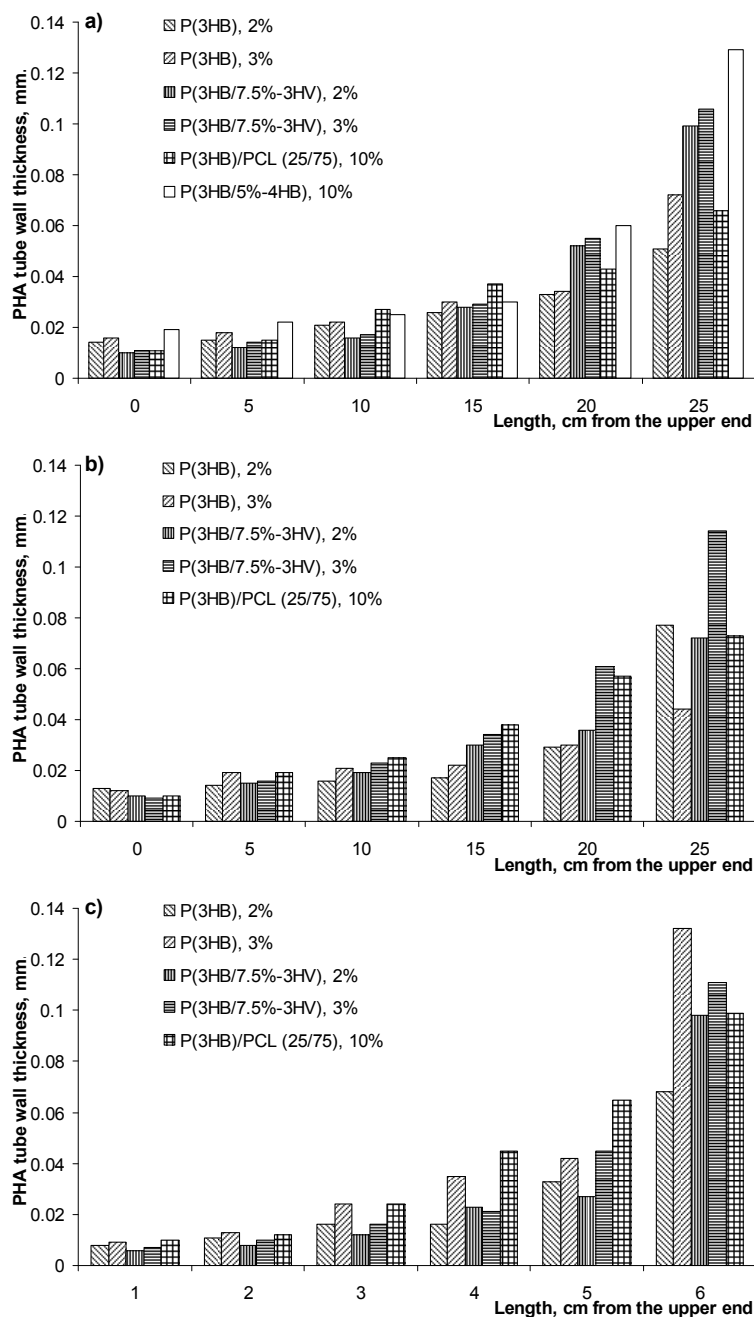 a)
PHA tube wall thickness, mm.
0.14
0.12
0.1
0.08
0.06
0.04
0.02
0
P(3HB), 2%
P(3HB), 3%
P(3HB/7.5%-3HV), 2%
P(3HB/7.5%-3HV), 3%
P(3HB)/PCL (25/75), 10%
P(3HB/5%-4HB), 10%
0 5 10 15 20 25
Length, cm from the upper end
b)
PHA tube wall thickness, mm.
0.14
0.12
0.1
0.08
0.06
0.04
0.02
0
P(3HB), 2%
P(3HB), 3%
P(3HB/7.5%-3HV), 2%
P(3HB/7.5%-3HV), 3%
P(3HB)/PCL (25/75), 10%
0 5 10 15 20 25
Length, cm from the upper end
c)
PHA tube wall thickness, mm.
0.14
0.12
0.1
0.08
0.06
0.04
0.02
0
P(3HB), 2%
P(3HB), 3%
P(3HB/7.5%-3HV), 2%
P(3HB/7.5%-3HV), 3%
P(3HB)/PCL (25/75), 10%
1 2 3 4 5 6
Length, cm from the upper end